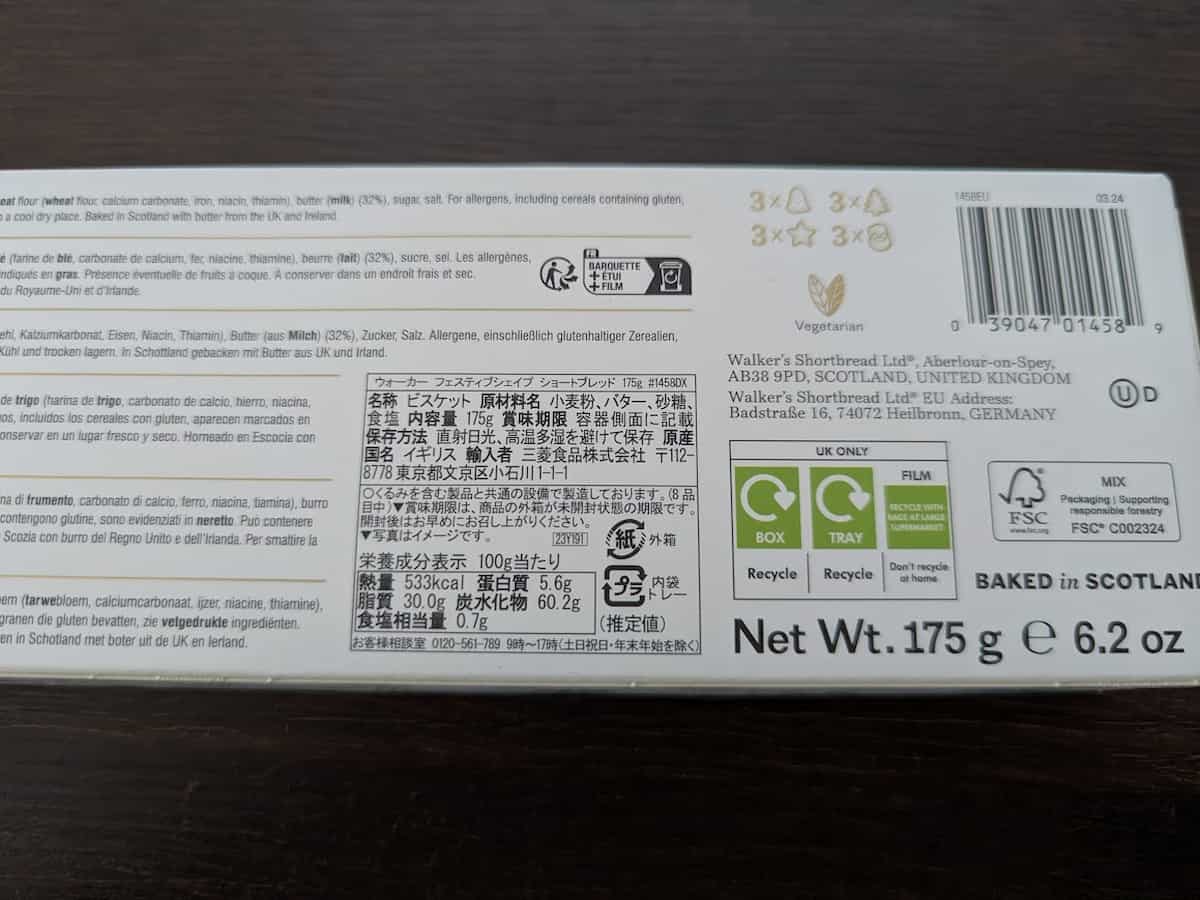 eat flour (wheat flour, calcium carbonate, iron, niacin, thiamin), butter (milk) (32%), sugar, salt. For allergens, including cereals containing gluten,
a cool dry place. Baked in Scotland with butter from the UK and Ireland.
é (farine de blé, carbonate de calcium, fer, niacine, thiamine), beurre (lait) (32%), sucre, sel. Les allergènes,
indiqués en gras. Présence éventuelle de fruits à coque. A conserver dans un endroit frais et sec.
du Royaume-Uni et d'Irlande.
FR
BARQUETTE
+ÉTUI
+FILM
ehl, Kalziumkarbonat, Eisen, Niacin, Thiamin), Butter (aus Milch) (32%), Zucker, Salz. Allergene, einschließlich glutenhaltiger Zerealien,
Kühl und trocken lagern. In Schottland gebacken mit Butter aus UK und Irland.
de trigo (harina de trigo, carbonato de calcio, hierro, niacina,
os, incluidos los cereales con gluten, aparecen marcados en
onservar en un lugar fresco y seco. Horneado en Escocia con
na di frumento, carbonato di calcio, ferro, niacina, tiamina), burro
contengono glutine, sono evidenziati in neretto. Può contenere
Scozia con burro del Regno Unito e dell'Irlanda. Per smaltire la
em (tarwebloem, calciumcarbonaat, ijzer, niacine, thiamine),
granen die gluten bevatten, zie vetgedrukte ingrediënten.
en in Schotland met boter uit de UK en Ierland.
ウォーカー フェスティブシェイプ ショートブレッド 175g #1458DX
名称 ビスケット 原材料名 小麦粉、バター、砂糖、
食塩 内容量 175g 賞味期限 容器側面に記載
保存方法 直射日光、高温多湿を避けて保存 原産
国名 イギリス 輸入者 三菱食品株式会社 〒112-
8778 東京都文京区小石川1-1-1
○くるみを含む製品と共通の設備で製造しております。(8品
目中)▼賞味期限は、商品の外箱が未開封状態の期限です。
開封後はお早めにお召し上がりください。
▼写真はイメージです。 23Y191
紙 外箱
栄養成分表示 100g当たり
熱量 533kcal 蛋白質 5.6g
脂質 30.0g 炭水化物 60.2g
食塩相当量 0.7g
プラ 内袋
トレー
(推定値)
お客様相談室 0120-561-789 9時〜17時(土日祝日・年末年始を除く)
3× 3×
3× 3×
Vegetarian
1458EU 03.24
0 39047 01458 9
Walker's Shortbread Ltd®, Aberlour-on-Spey,
AB38 9PD, SCOTLAND, UNITED KINGDOM
Walker's Shortbread Ltd® EU Address:
Badstraße 16, 74072 Heilbronn, GERMANY
U D
UK ONLY
BOX
Recycle
TRAY
Recycle
FILM
RECYCLE WITH
BAGS AT LARGE
SUPERMARKET
Don't recycle
at home
FSC
www.fsc.org
MIX
Packaging | Supporting
responsible forestry
FSC® C002324
BAKED in SCOTLAND
Net Wt. 175 g e 6.2 oz